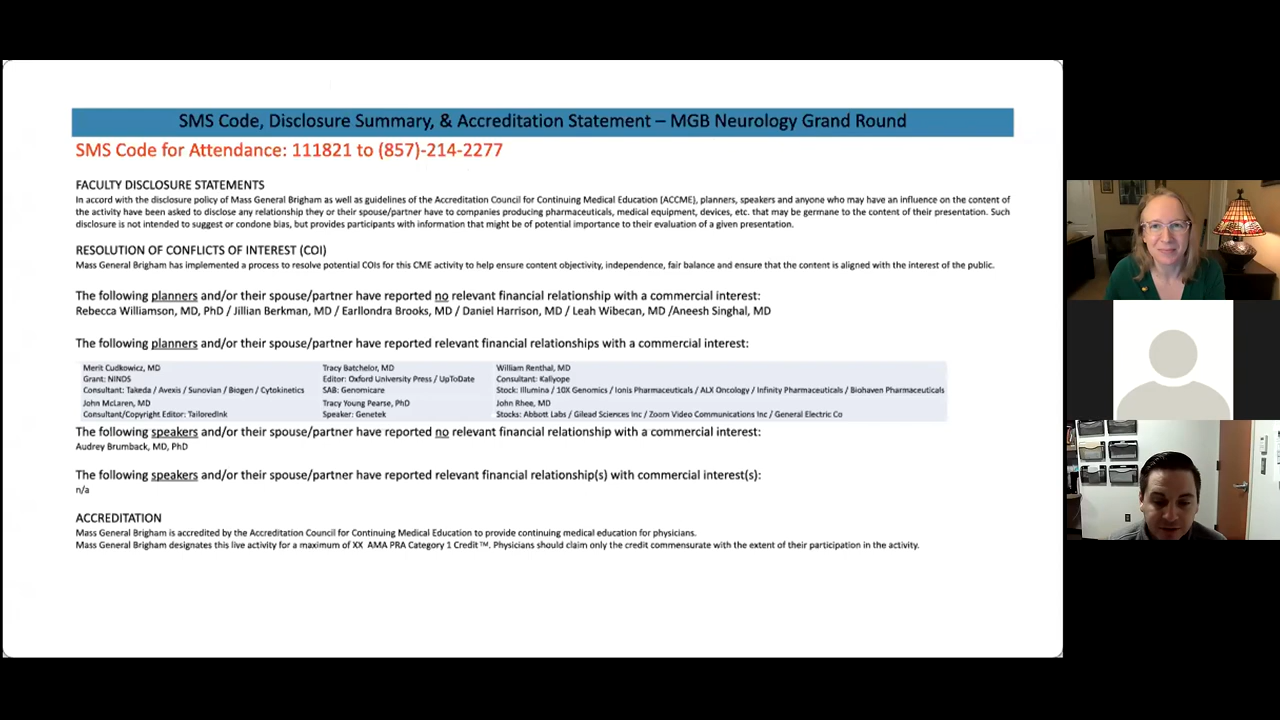 SMS Code, Disclosure Summary, & Accreditation Statement – MGB Neurology Grand Round
SMS Code for Attendance: 111821 to (857)-214-2277
FACULTY DISCLOSURE STATEMENTS
In accord with the disclosure policy of Mass General Brigham as well as guidelines of the Accreditation Council for Continuing Medical Education (ACCME), planners, speakers and anyone who may have an influence on the content of
the activity have been asked to disclose any relationship they or their spouse/partner have to companies producing pharmaceuticals, medical equipment, devices, etc. that may be germane to the content of their presentation. Such
disclosure is not intended to suggest or condone bias, but provides participants with information that might be of potential importance to their evaluation of a given presentation.
RESOLUTION OF CONFLICTS OF INTEREST (COI)
Mass General Brigham has implemented a process to resolve potential COIs for this CME activity to help ensure content objectivity, independence, fair balance and ensure that the content is aligned with the interest of the public.
The following planners and/or their spouse/partner have reported no relevant financial relationship with a commercial interest:
Rebecca Williamson, MD, PhD / Jillian Berkman, MD / Earllondra Brooks, MD / Daniel Harrison, MD / Leah Wibecan, MD /Aneesh Singhal, MD
The following planners and/or their spouse/partner have reported relevant financial relationships with a commercial interest:
Merit Cudkowicz, MD
Grant: NINDS
Consultant: Takeda / Avexis / Sunovian / Biogen / Cytokinetics
John McLaren, MD
Consultant/Copyright Editor: TailoredInk
Tracy Batchelor, MD
Editor: Oxford University Press / UpToDate
SAB: Genomicare
Tracy Young Pearse, PhD
Speaker: Genetek
William Renthal, MD
Consultant: Kallyope
Stock: Illumina / 10X Genomics / Ionis Pharmaceuticals / ALX Oncology / Infinity Pharmaceuticals / Biohaven Pharmaceuticals
John Rhee, MD
Stocks: Abbott Labs / Gilead Sciences Inc / Zoom Video Communications Inc / General Electric Co
The following speakers and/or their spouse/partner have reported no relevant financial relationship with a commercial interest:
Audrey Brumback, MD, PhD
The following speakers and/or their spouse/partner have reported relevant financial relationship(s) with commercial interest(s):
n/a
ACCREDITATION
Mass General Brigham is accredited by the Accreditation Council for Continuing Medical Education to provide continuing medical education for physicians.
Mass General Brigham designates this live activity for a maximum of XX AMA PRA Category 1 Credit™. Physicians should claim only the credit commensurate with the extent of their participation in the activity.